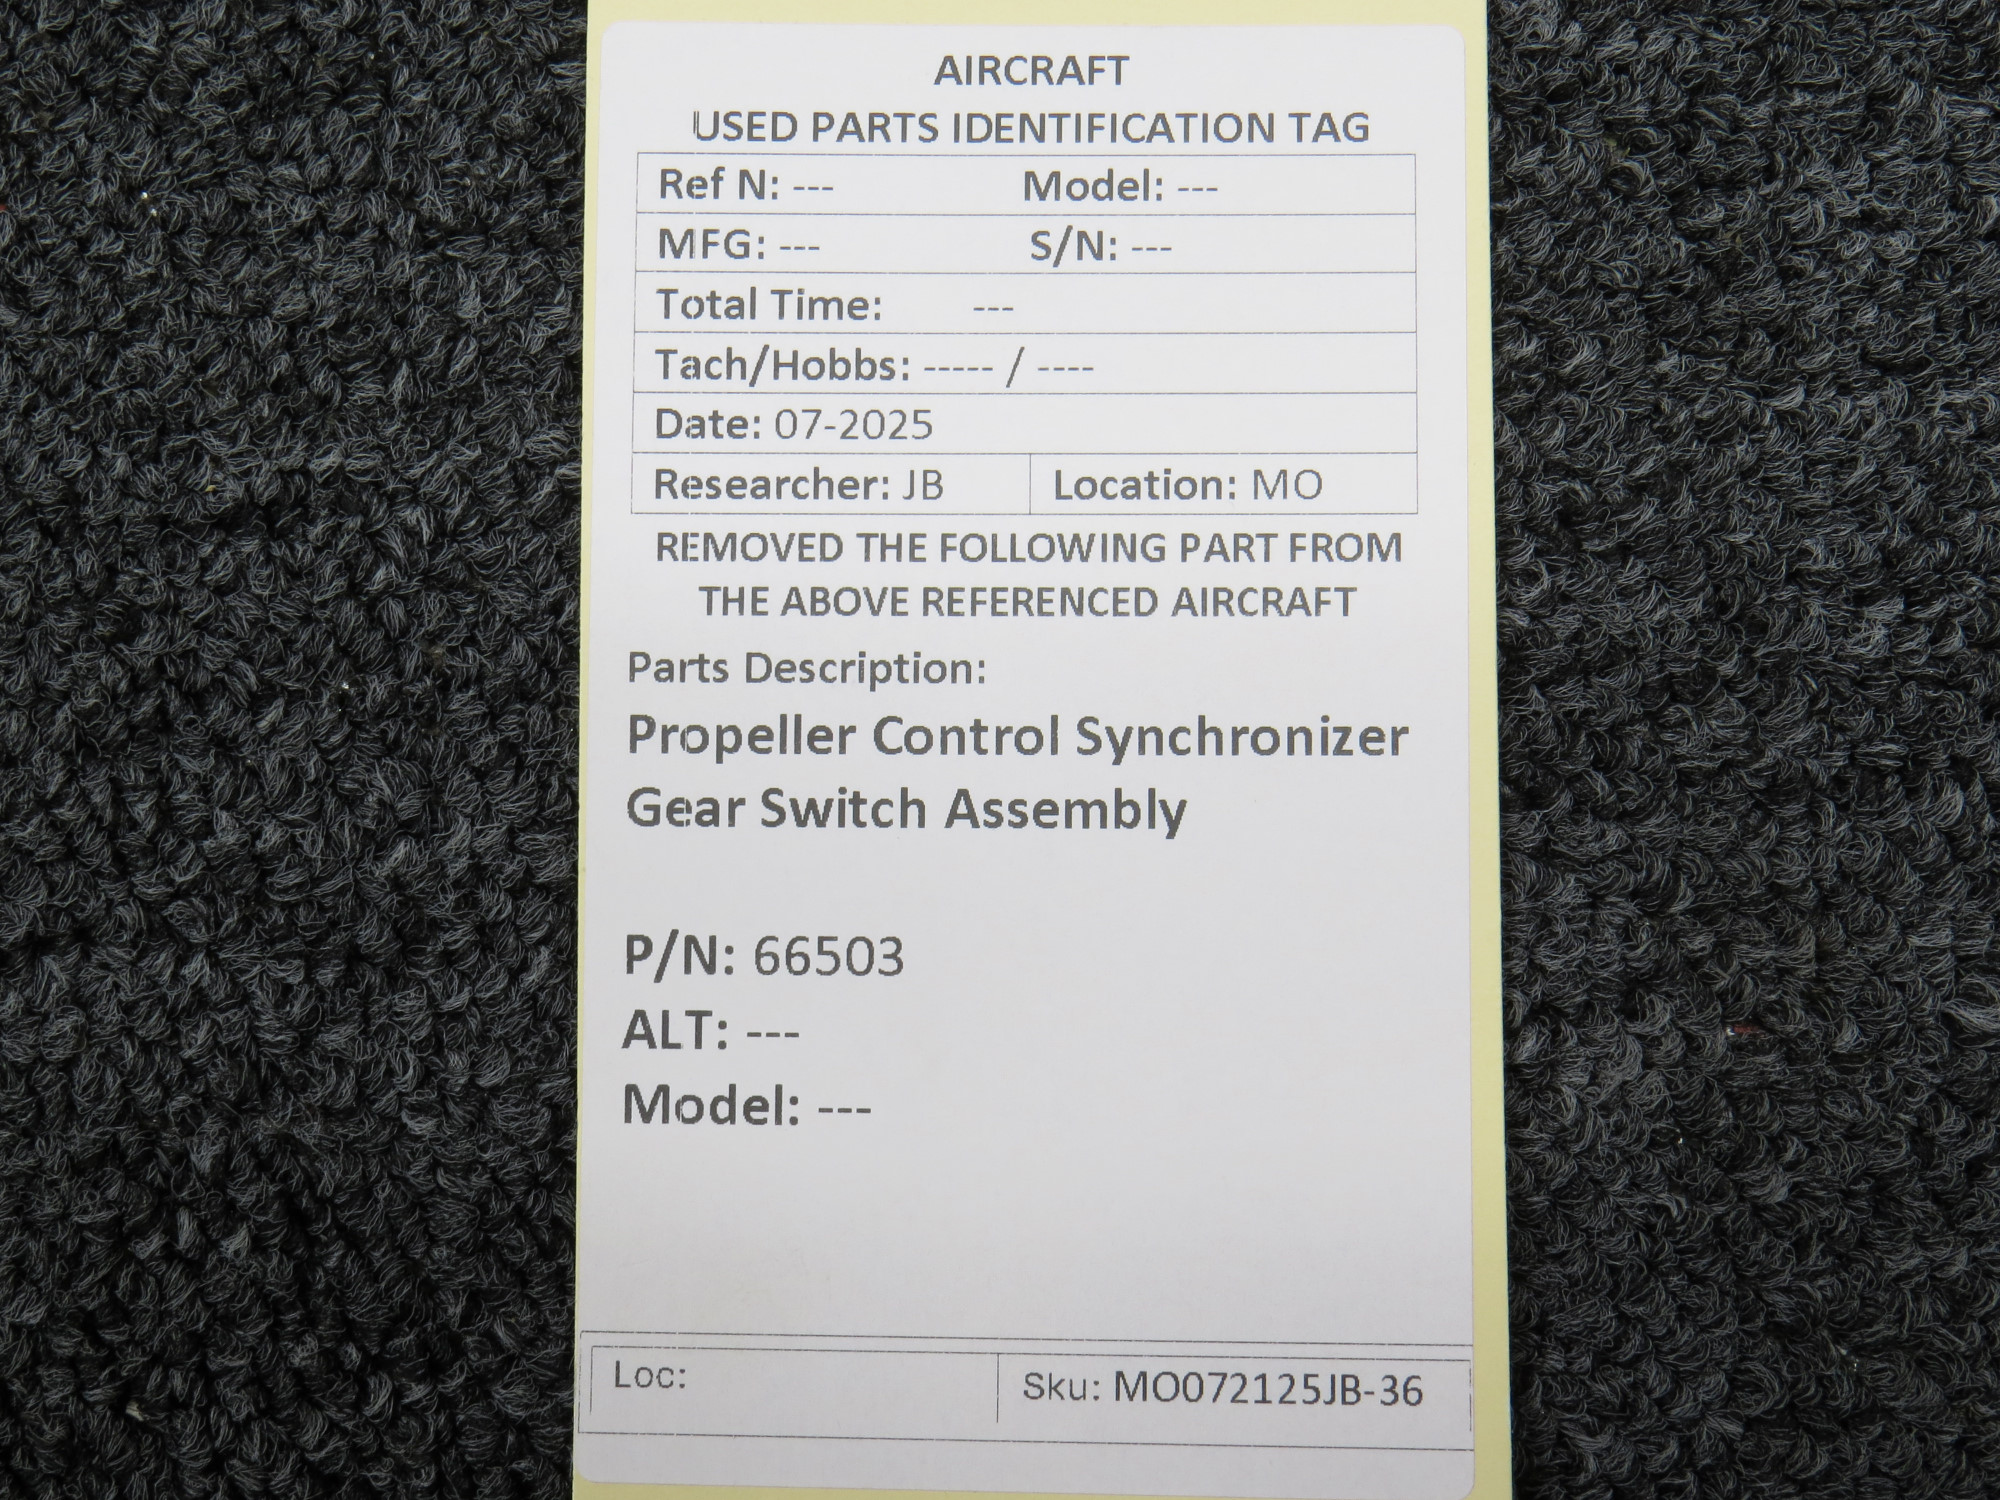 AIRCRAFT
USED PARTS IDENTIFICATION TAG
Ref N: --- Model: ---
MFG: --- S/N: ---
Total Time: ---
Tach/Hobbs: ----- / ----
Date: 07-2025
Researcher: JB Location: MO
REMOVED THE FOLLOWING PART FROM
THE ABOVE REFERENCED AIRCRAFT
Parts Description:
Propeller Control Synchronizer
Gear Switch Assembly
P/N: 66503
ALT: ---
Model: ---
Loc: Sku: MO072125JB-36